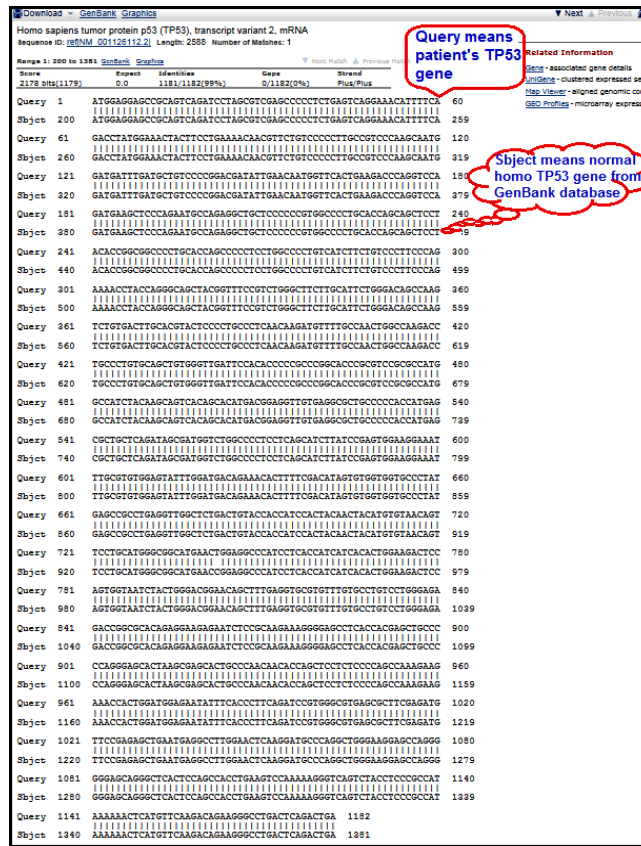 Download GenBank Graphics
Next Previous
Homo sapiens tumor protein p53 (TP53), transcript variant 2, mRNA
Sequence ID: ref|NM_001126112.2| Length: 2588 Number of Matches: 1
Range 1: 200 to 1381 GenBank Graphics
Next Match Previous Match
Score Expect Identities Gaps Strand
2178 bits(1179) 0.0 1181/1182(99%) 0/1182(0%) Plus/Plus
Query means
patient's TP53
gene
Related Information
Gene - associated gene details
UniGene - clustered expressed se
Map Viewer - aligned genomic co
GEO Profiles - microarray express
Query 1 ATGGAGGAGCCGCAGTCAGATCCTAGCGTCGAGCCCCCTCTGAGTCAGGAAACATTTTCA 60
Sbjct 200 ATGGAGGAGCCGCAGTCAGATCCTAGCGTCGAGCCCCCTCTGAGTCAGGAAACATTTTCA 259
Query 61 GACCTATGGAAACTACTTCCTGAAAACAACGTTCTGTCCCCCTTGCCGTCCCAAGCAATG 120
Sbjct 260 GACCTATGGAAACTACTTCCTGAAAACAACGTTCTGTCCCCCTTGCCGTCCCAAGCAATG 319
Query 121 GATGATTTGATGCTGTCCCCGGACGATATTGAACAATGGTTCACTGAAGACCCAGGTCCA 180
Sbjct 320 GATGATTTGATGCTGTCCCCGGACGATATTGAACAATGGTTCACTGAAGACCCAGGTCCA 379
Sbject means normal
homo TP53 gene from
GenBank database
Query 181 GATGAAGCTCCCAGAATGCCAGAGGCTGCTCCCCCCGTGGCCCCTGCACCAGCAGCTCCT 240
Sbjct 380 GATGAAGCTCCCAGAATGCCAGAGGCTGCTCCCCCCGTGGCCCCTGCACCAGCAGCTCCT
Query 241 ACACCGGCGGCCCCTGCACCAGCCCCCTCCTGGCCCCTGTCATCTTCTGTCCCTTCCCAG 300
Sbjct 440 ACACCGGCGGCCCCTGCACCAGCCCCCTCCTGGCCCCTGTCATCTTCTGTCCCTTCCCAG 499
Query 301 AAAACCTACCAGGGCAGCTACGGTTTCCGTCTGGGCTTCTTGCATTCTGGGACAGCCAAG 360
Sbjct 500 AAAACCTACCAGGGCAGCTACGGTTTCCGTCTGGGCTTCTTGCATTCTGGGACAGCCAAG 559
Query 361 TCTGTGACTTGCACGTACTCCCCTGCCCTCAACAAGATGTTTTGCCAACTGGCCAAGACC 420
Sbjct 560 TCTGTGACTTGCACGTACTCCCCTGCCCTCAACAAGATGTTTTGCCAACTGGCCAAGACC 619
Query 421 TGCCCTGTGCAGCTGTGGGTTGATTCCACACCCCCGCCCGGCACCCGCGTCCGCGCCATG 480
Sbjct 620 TGCCCTGTGCAGCTGTGGGTTGATTCCACACCCCCGCCCGGCACCCGCGTCCGCGCCATG 679
Query 481 GCCATCTACAAGCAGTCACAGCACATGACGGAGGTTGTGAGGCGCTGCCCCCACCATGAG 540
Sbjct 680 GCCATCTACAAGCAGTCACAGCACATGACGGAGGTTGTGAGGCGCTGCCCCCACCATGAG 739
Query 541 CGCTGCTCAGATAGCGATGGTCTGGCCCCTCCTCAGCATCTTATCCGAGTGGAAGGAAAT 600
Sbjct 740 CGCTGCTCAGATAGCGATGGTCTGGCCCCTCCTCAGCATCTTATCCGAGTGGAAGGAAAT 799
Query 601 TTGCGTGTGGAGTATTTGGATGACAGAAACACTTTTCGACATAGTGTGGTGGTGCCCTAT 660
Sbjct 800 TTGCGTGTGGAGTATTTGGATGACAGAAACACTTTTCGACATAGTGTGGTGGTGCCCTAT 859
Query 661 GAGCCGCCTGAGGTTGGCTCTGACTGTACCACCATCCACTACAACTACATGTGTAACAGT 720
Sbjct 860 GAGCCGCCTGAGGTTGGCTCTGACTGTACCACCATCCACTACAACTACATGTGTAACAGT 919
Query 721 TCCTGCATGGGCGGCATGAACTGGAGGCCCATCCTCACCATCATCACACTGGAAGACTCC 780
Sbjct 920 TCCTGCATGGGCGGCATGAACCGGAGGCCCATCCTCACCATCATCACACTGGAAGACTCC 979
Query 781 AGTGGTAATCTACTGGGACGGAACAGCTTTGAGGTGCGTGTTTGTGCCTGTCCTGGGAGA 840
Sbjct 980 AGTGGTAATCTACTGGGACGGAACAGCTTTGAGGTGCGTGTTTGTGCCTGTCCTGGGAGA 1039
Query 841 GACCGGCGCACAGAGGAAGAGAATCTCCGCAAGAAAGGGGAGCCTCACCACGAGCTGCCC 900
Sbjct 1040 GACCGGCGCACAGAGGAAGAGAATCTCCGCAAGAAAGGGGAGCCTCACCACGAGCTGCCC 1099
Query 901 CCAGGGAGCACTAAGCGAGCACTGCCCAACAACACCAGCTCCTCTCCCCAGCCAAAGAAG 960
Sbjct 1100 CCAGGGAGCACTAAGCGAGCACTGCCCAACAACACCAGCTCCTCTCCCCAGCCAAAGAAG 1159
Query 961 AAACCACTGGATGGAGAATATTTCACCCTTCAGATCCGTGGGCGTGAGCGCTTCGAGATG 1020
Sbjct 1160 AAACCACTGGATGGAGAATATTTCACCCTTCAGATCCGTGGGCGTGAGCGCTTCGAGATG 1219
Query 1021 TTCCGAGAGCTGAATGAGGCCTTGGAACTCAAGGATGCCCAGGCTGGGAAGGAGCCAGGG 1080
Sbjct 1220 TTCCGAGAGCTGAATGAGGCCTTGGAACTCAAGGATGCCCAGGCTGGGAAGGAGCCAGGG 1279
Query 1081 GGGAGCAGGGCTCACTCCAGCCACCTGAAGTCCAAAAAGGGTCAGTCTACCTCCCGCCAT 1140
Sbjct 1280 GGGAGCAGGGCTCACTCCAGCCACCTGAAGTCCAAAAAGGGTCAGTCTACCTCCCGCCAT 1339
Query 1141 AAAAAACTCATGTTCAAGACAGAAGGGCCTGACTCAGACTGA 1182
Sbjct 1340 AAAAAACTCATGTTCAAGACAGAAGGGCCTGACTCAGACTGA 1381